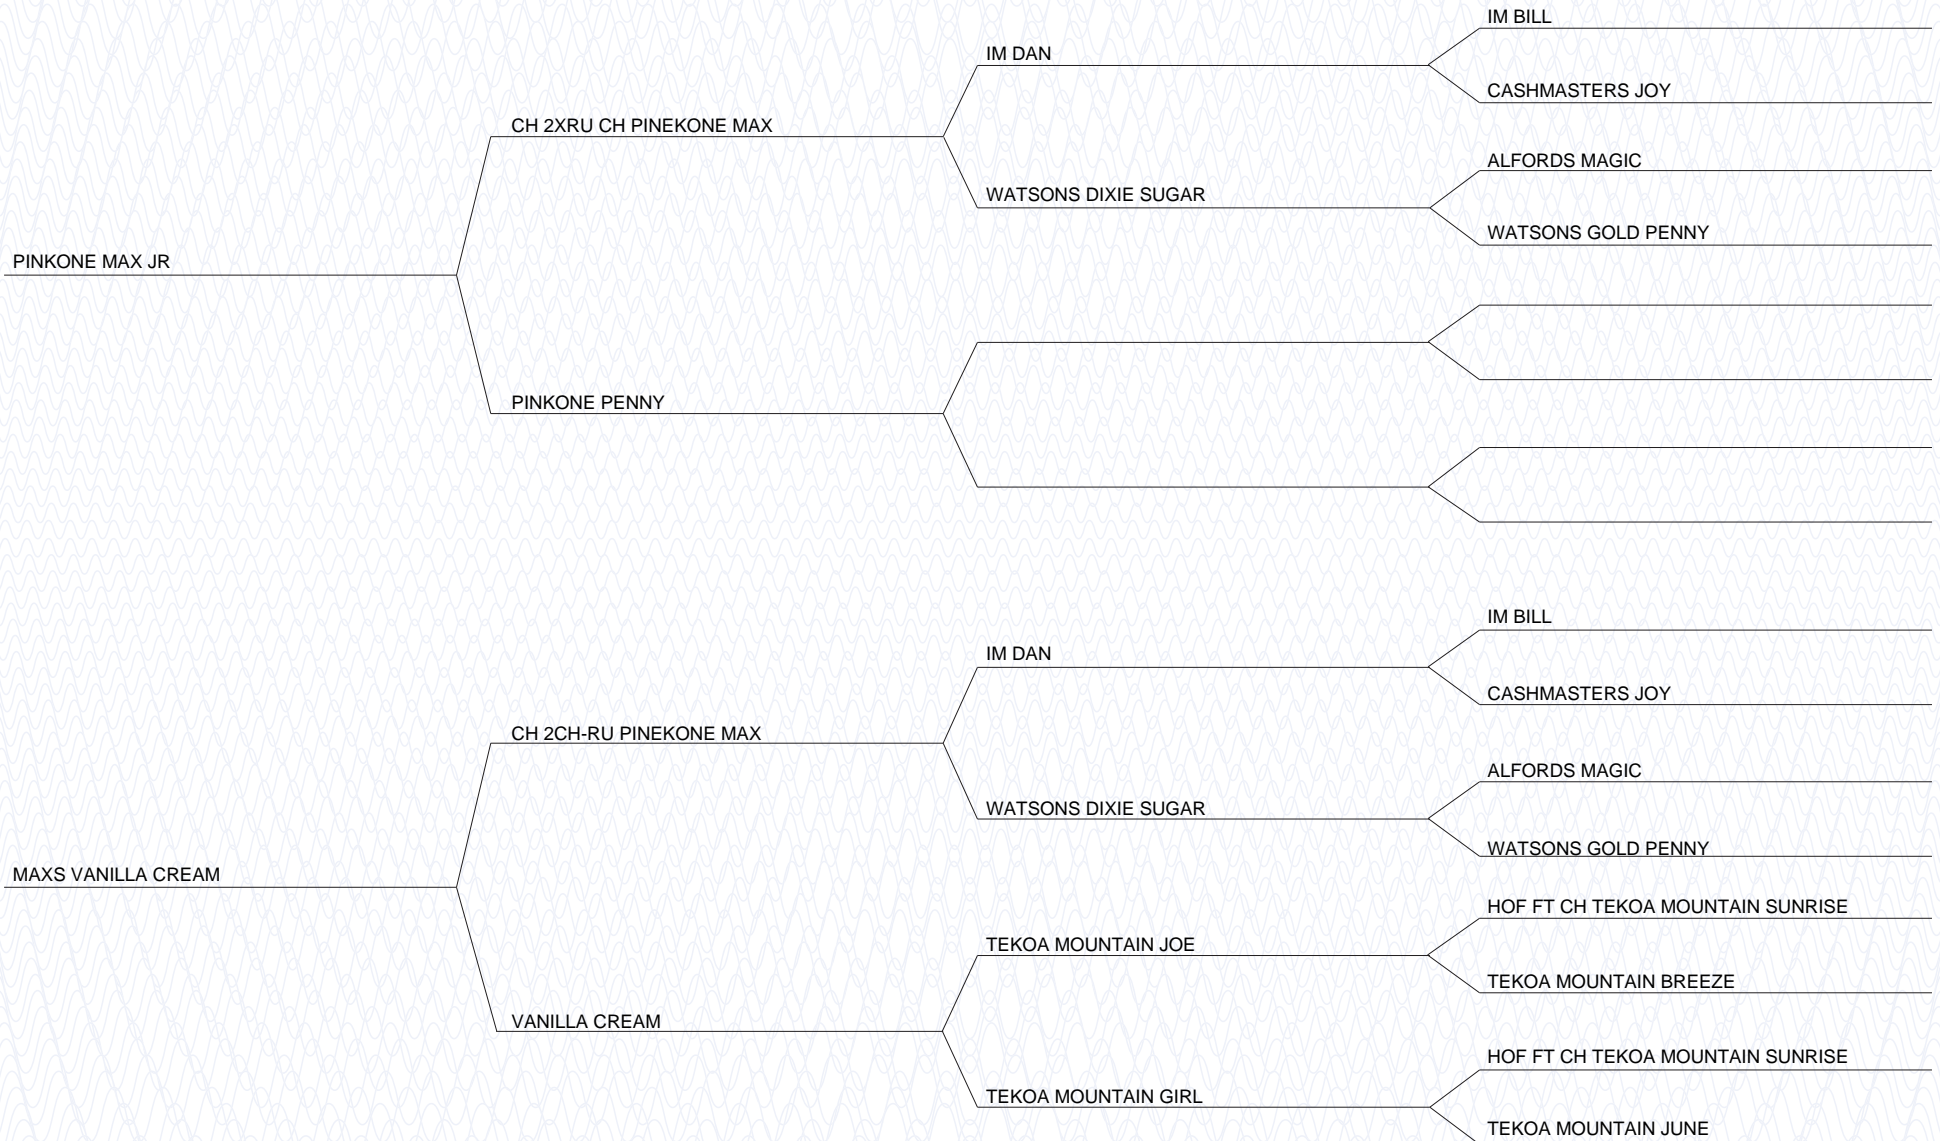 IM BILL
IM DAN
CASHMASTERS JOY
CH 2XRU CH PINEKONE MAX
ALFORDS MAGIC
WATSONS DIXIE SUGAR
WATSONS GOLD PENNY
PINKONE MAX JR
PINKONE PENNY
IM BILL
IM DAN
CASHMASTERS JOY
CH 2CH-RU PINEKONE MAX
ALFORDS MAGIC
WATSONS DIXIE SUGAR
WATSONS GOLD PENNY
MAXS VANILLA CREAM
HOF FT CH TEKOA MOUNTAIN SUNRISE
TEKOA MOUNTAIN JOE
TEKOA MOUNTAIN BREEZE
VANILLA CREAM
HOF FT CH TEKOA MOUNTAIN SUNRISE
TEKOA MOUNTAIN GIRL
TEKOA MOUNTAIN JUNE